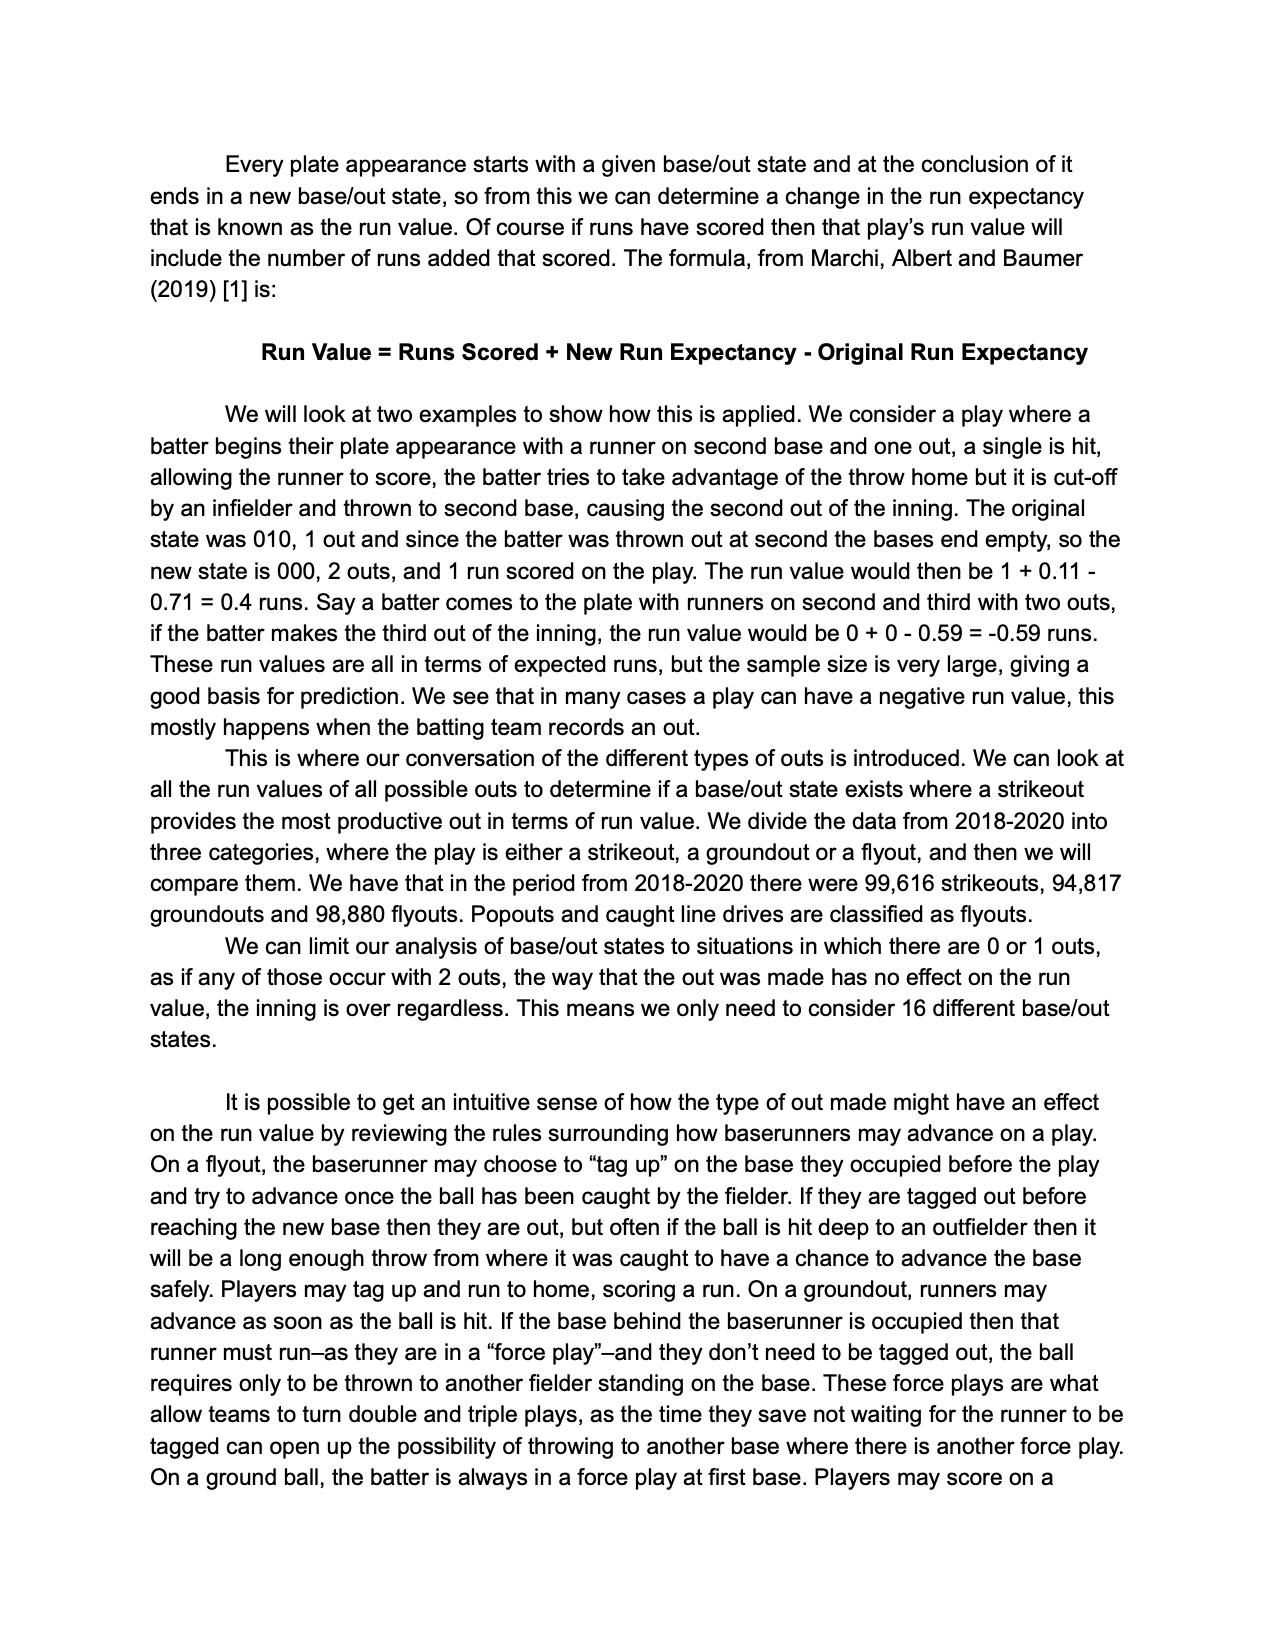 Every plate appearance starts with a given base/out state and at the conclusion of it
ends in a new base/out state, so from this we can determine a change in the run expectancy
that is known as the run value. Of course if runs have scored then that play’s run value will
include the number of runs added that scored. The formula, from Marchi, Albert and Baumer
(2019) [1] is:
Run Value = Runs Scored + New Run Expectancy - Original Run Expectancy
We will look at two examples to show how this is applied. We consider a play where a
batter begins their plate appearance with a runner on second base and one out, a single is hit,
allowing the runner to score, the batter tries to take advantage of the throw home but it is cut-off
by an infielder and thrown to second base, causing the second out of the inning. The original
state was 010, 1 out and since the batter was thrown out at second the bases end empty, so the
new state is 000, 2 outs, and 1 run scored on the play. The run value would then be 1 + 0.11 -
0.71 = 0.4 runs. Say a batter comes to the plate with runners on second and third with two outs,
if the batter makes the third out of the inning, the run value would be 0 + 0 - 0.59 = -0.59 runs.
These run values are all in terms of expected runs, but the sample size is very large, giving a
good basis for prediction. We see that in many cases a play can have a negative run value, this
mostly happens when the batting team records an out.
This is where our conversation of the different types of outs is introduced. We can look at
all the run values of all possible outs to determine if a base/out state exists where a strikeout
provides the most productive out in terms of run value. We divide the data from 2018-2020 into
three categories, where the play is either a strikeout, a groundout or a flyout, and then we will
compare them. We have that in the period from 2018-2020 there were 99,616 strikeouts, 94,817
groundouts and 98,880 flyouts. Popouts and caught line drives are classified as flyouts.
We can limit our analysis of base/out states to situations in which there are 0 or 1 outs,
as if any of those occur with 2 outs, the way that the out was made has no effect on the run
value, the inning is over regardless. This means we only need to consider 16 different base/out
states.
It is possible to get an intuitive sense of how the type of out made might have an effect
on the run value by reviewing the rules surrounding how baserunners may advance on a play.
On a flyout, the baserunner may choose to “tag up” on the base they occupied before the play
and try to advance once the ball has been caught by the fielder. If they are tagged out before
reaching the new base then they are out, but often if the ball is hit deep to an outfielder then it
will be a long enough throw from where it was caught to have a chance to advance the base
safely. Players may tag up and run to home, scoring a run. On a groundout, runners may
advance as soon as the ball is hit. If the base behind the baserunner is occupied then that
runner must run–as they are in a “force play”–and they don’t need to be tagged out, the ball
requires only to be thrown to another fielder standing on the base. These force plays are what
allow teams to turn double and triple plays, as the time they save not waiting for the runner to be
tagged can open up the possibility of throwing to another base where there is another force play.
On a ground ball, the batter is always in a force play at first base. Players may score on a